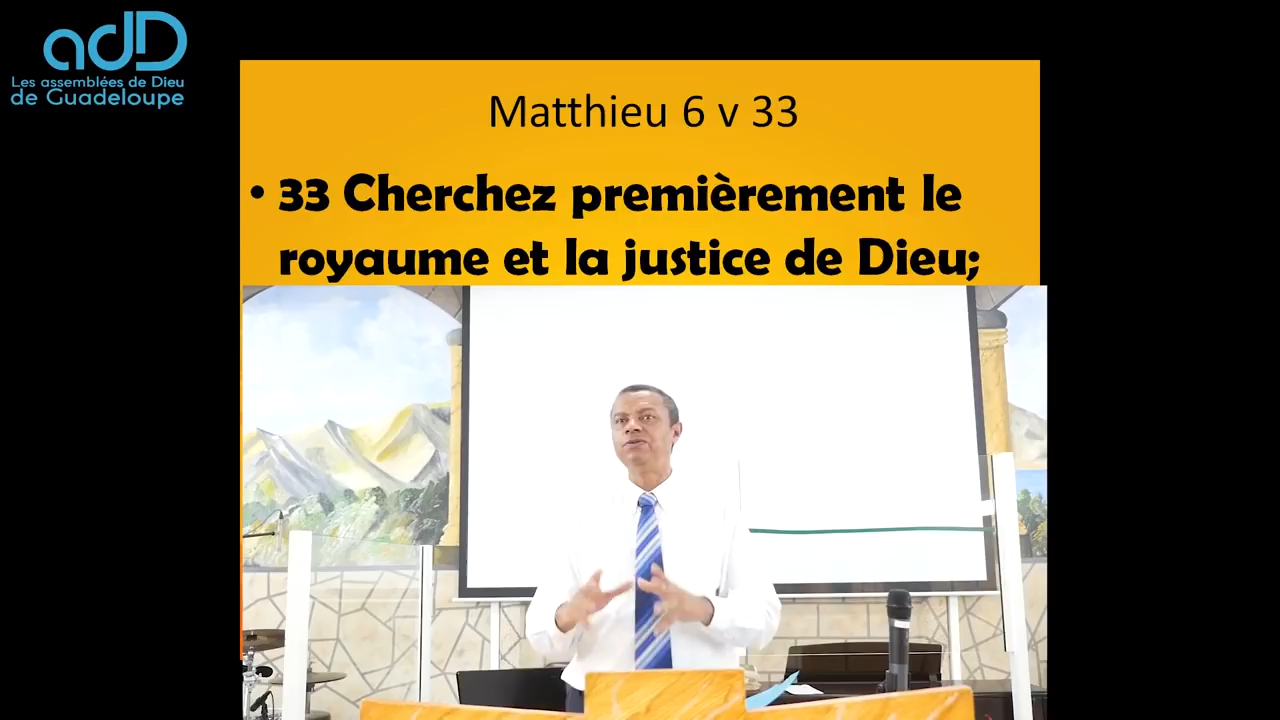 adD
Les assemblées de Dieu
de Guadeloupe
Matthieu 6 v 33
• 33 Cherchez premièrement le
royaume et la justice de Dieu;